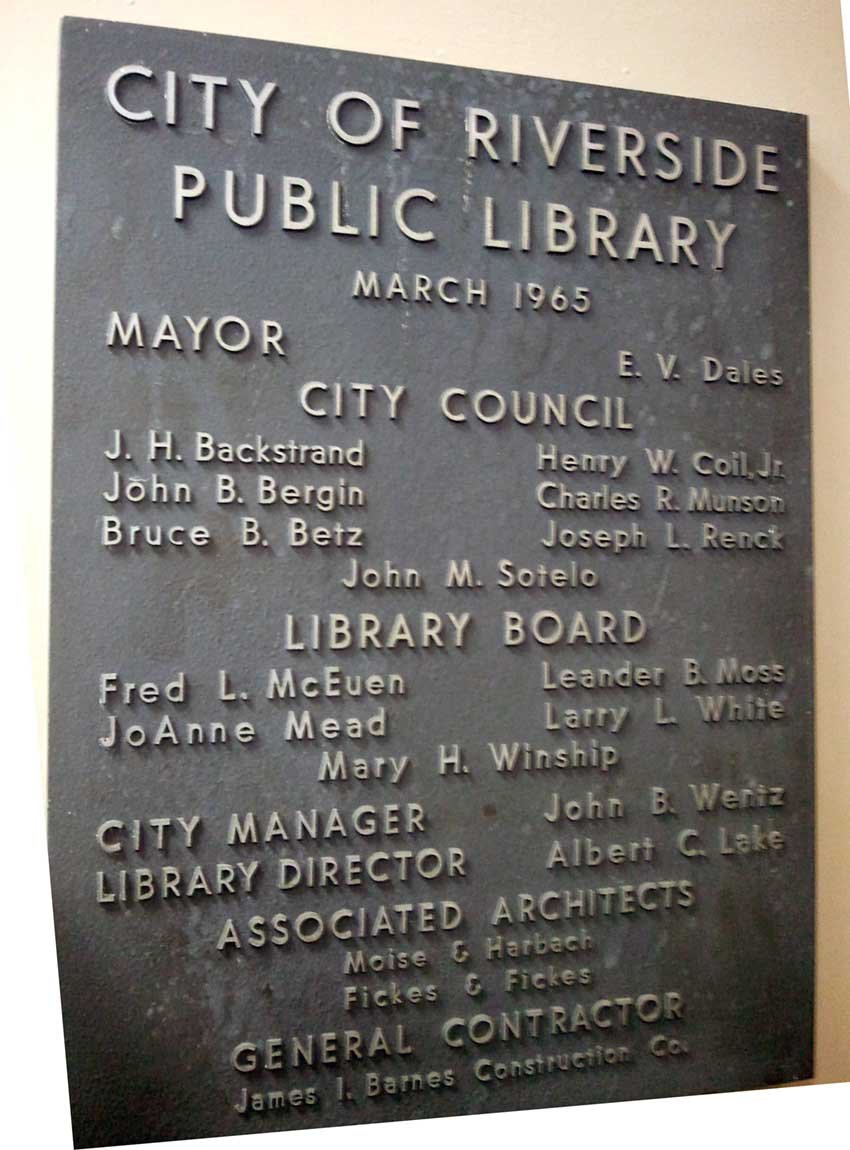 CITY OF RIVERSIDE
PUBLIC LIBRARY
MARCH 1965
MAYOR E. V. Dales
CITY COUNCIL
J. H. Backstrand Henry W. Coil, Jr.
John B. Bergin Charles R. Munson
Bruce B. Betz Joseph L. Renck
John M. Sotelo
LIBRARY BOARD
Fred L. McEuen Leander B. Moss
JoAnne Mead Larry L. White
Mary H. Winship
CITY MANAGER John B. Wentz
LIBRARY DIRECTOR Albert C. Lake
ASSOCIATED ARCHITECTS
Moise & Harbach
Fickes & Fickes
GENERAL CONTRACTOR
James I. Barnes Construction Co.